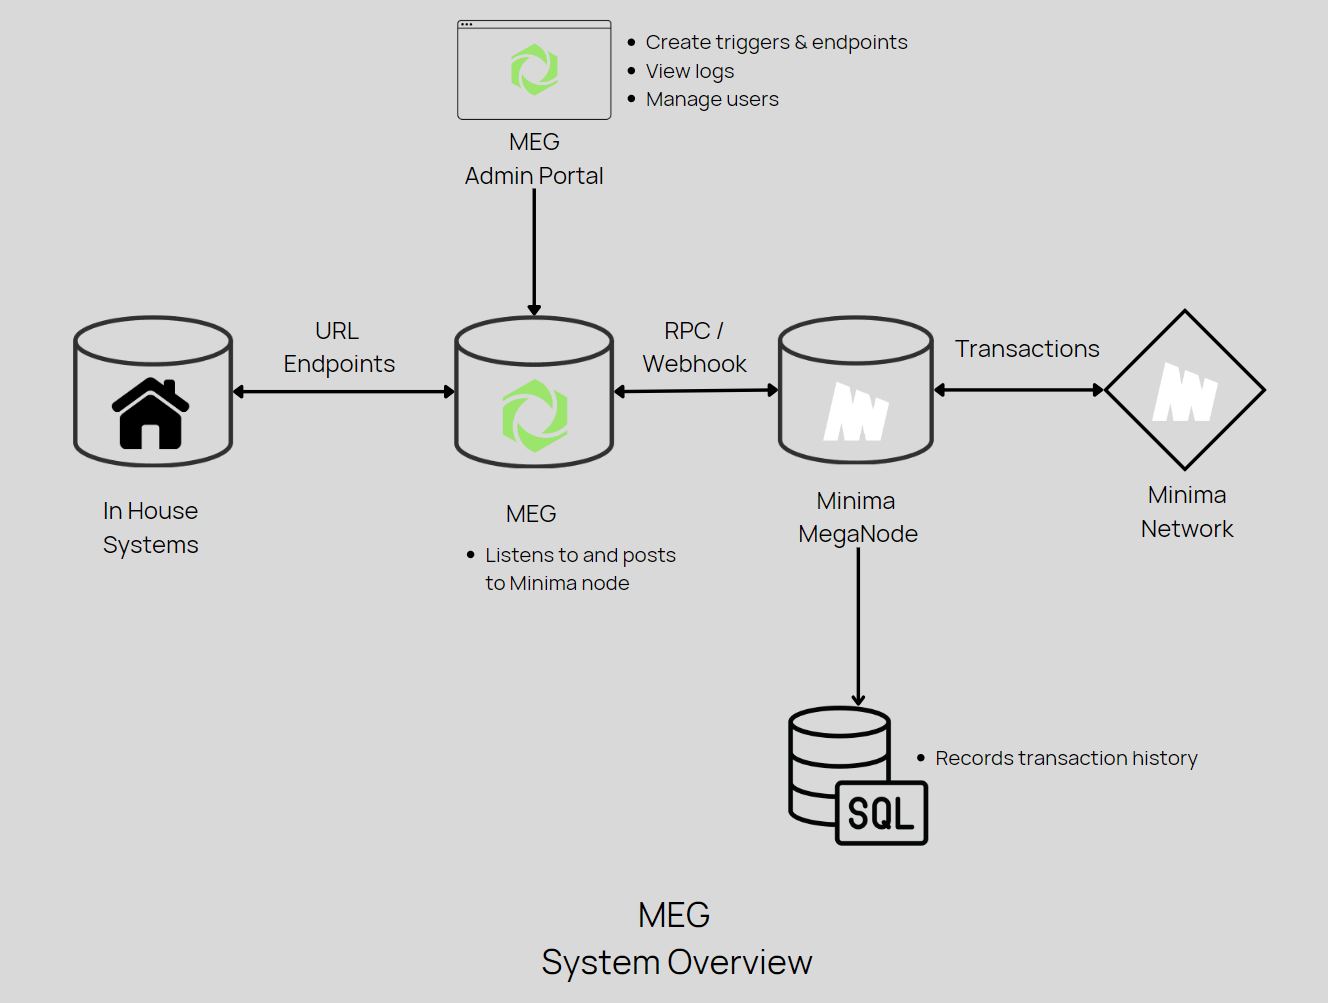 • Create triggers & endpoints
• View logs
• Manage users
MEG
Admin Portal
URL
Endpoints
RPC /
Webhook
Transactions
In House
Systems
MEG
• Listens to and posts
to Minima node
Minima
MegaNode
Minima
Network
• Records transaction history
SQL
MEG
System Overview